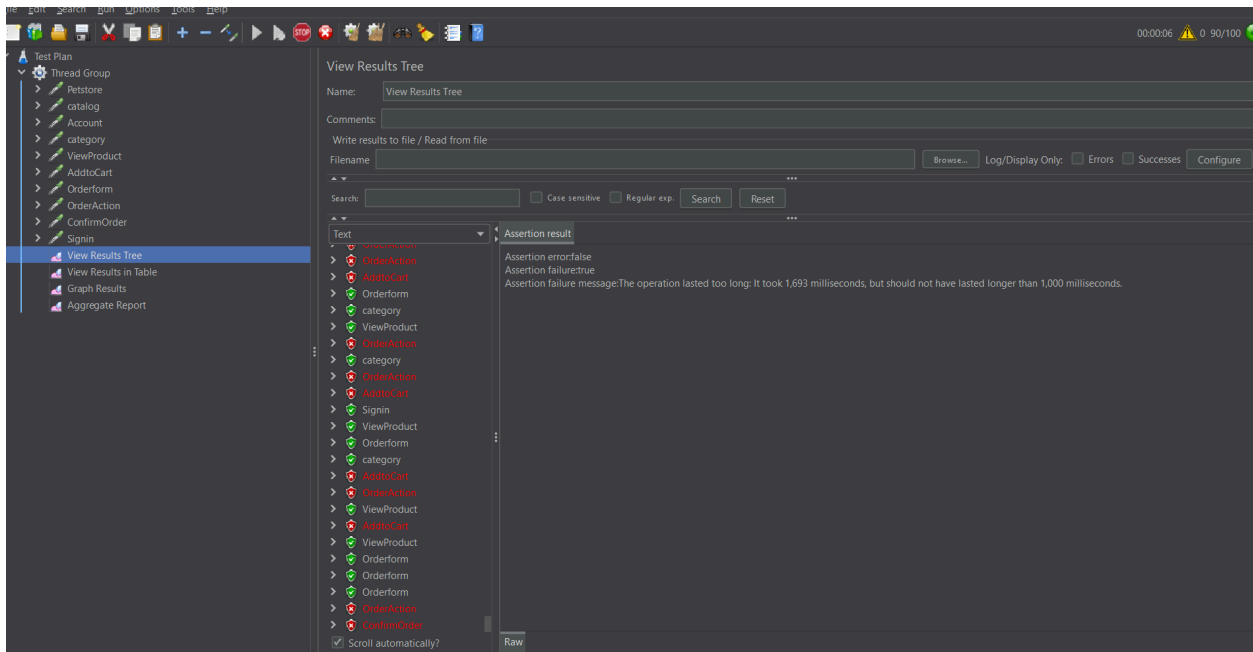 File Edit Search Run Options Tools Help
STOP
00:00:06 0 90/100
Test Plan
Thread Group
Petstore
catalog
Account
category
ViewProduct
AddtoCart
Orderform
OrderAction
ConfirmOrder
Signin
View Results Tree
View Results in Table
Graph Results
Aggregate Report
View Results Tree
Name: View Results Tree
Comments:
Write results to file / Read from file
Filename Browse... Log/Display Only: Errors Successes Configure
Search: Case sensitive Regular exp. Search Reset
Text
OrderAction
OrderAction
AddtoCart
Orderform
category
ViewProduct
OrderAction
category
OrderAction
AddtoCart
Signin
ViewProduct
Orderform
category
AddtoCart
OrderAction
ViewProduct
AddtoCart
ViewProduct
Orderform
Orderform
Orderform
OrderAction
ConfirmOrder
Scroll automatically?
Assertion result
Assertion error:false
Assertion failure:true
Assertion failure message:The operation lasted too long: It took 1,693 milliseconds, but should not have lasted longer than 1,000 milliseconds.
Raw